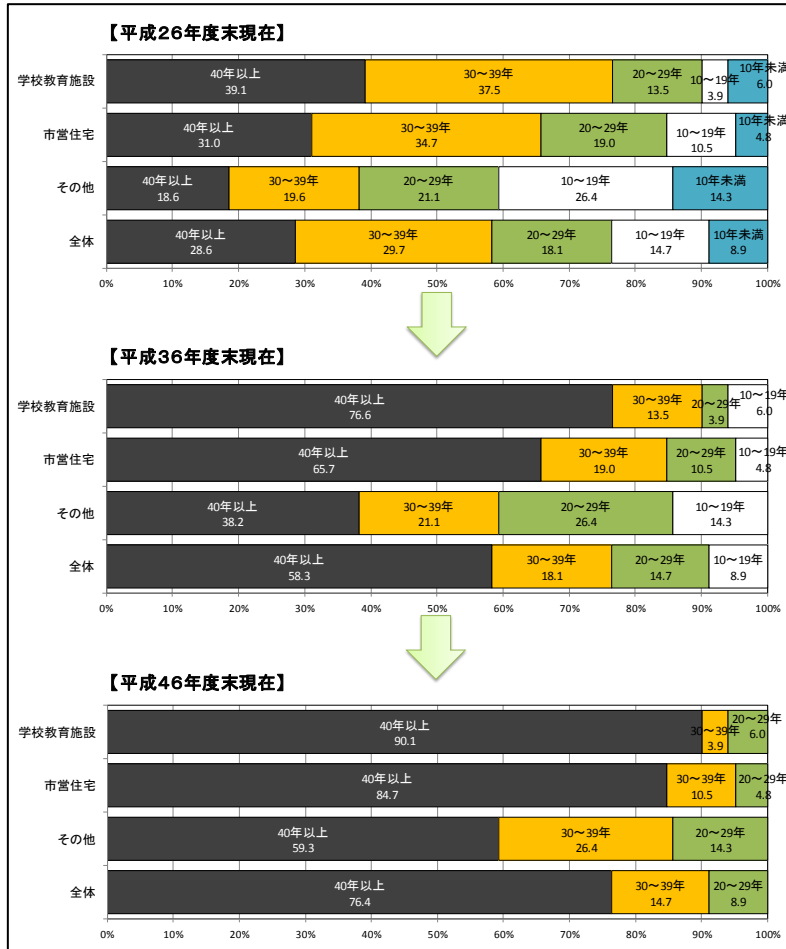 【平成26年度末現在】
学校教育施設
40年以上
39.1
30～39年
37.5
20～29年
13.5
10～19年
3.9
10年未満
6.0
市営住宅
40年以上
31.0
30～39年
34.7
20～29年
19.0
10～19年
10.5
10年未満
4.8
その他
40年以上
18.6
30～39年
19.6
20～29年
21.1
10～19年
26.4
10年未満
14.3
全体
40年以上
28.6
30～39年
29.7
20～29年
18.1
10～19年
14.7
10年未満
8.9
0% 10% 20% 30% 40% 50% 60% 70% 80% 90% 100%
【平成36年度末現在】
学校教育施設
40年以上
76.6
30～39年
13.5
20～29年
3.9
10～19年
6.0
市営住宅
40年以上
65.7
30～39年
19.0
20～29年
10.5
10～19年
4.8
その他
40年以上
38.2
30～39年
21.1
20～29年
26.4
10～19年
14.3
全体
40年以上
58.3
30～39年
18.1
20～29年
14.7
10～19年
8.9
0% 10% 20% 30% 40% 50% 60% 70% 80% 90% 100%
【平成46年度末現在】
学校教育施設
40年以上
90.1
30～39年
3.9
20～29年
6.0
市営住宅
40年以上
84.7
30～39年
10.5
20～29年
4.8
その他
40年以上
59.3
30～39年
26.4
20～29年
14.3
全体
40年以上
76.4
30～39年
14.7
20～29年
8.9
0% 10% 20% 30% 40% 50% 60% 70% 80% 90% 100%